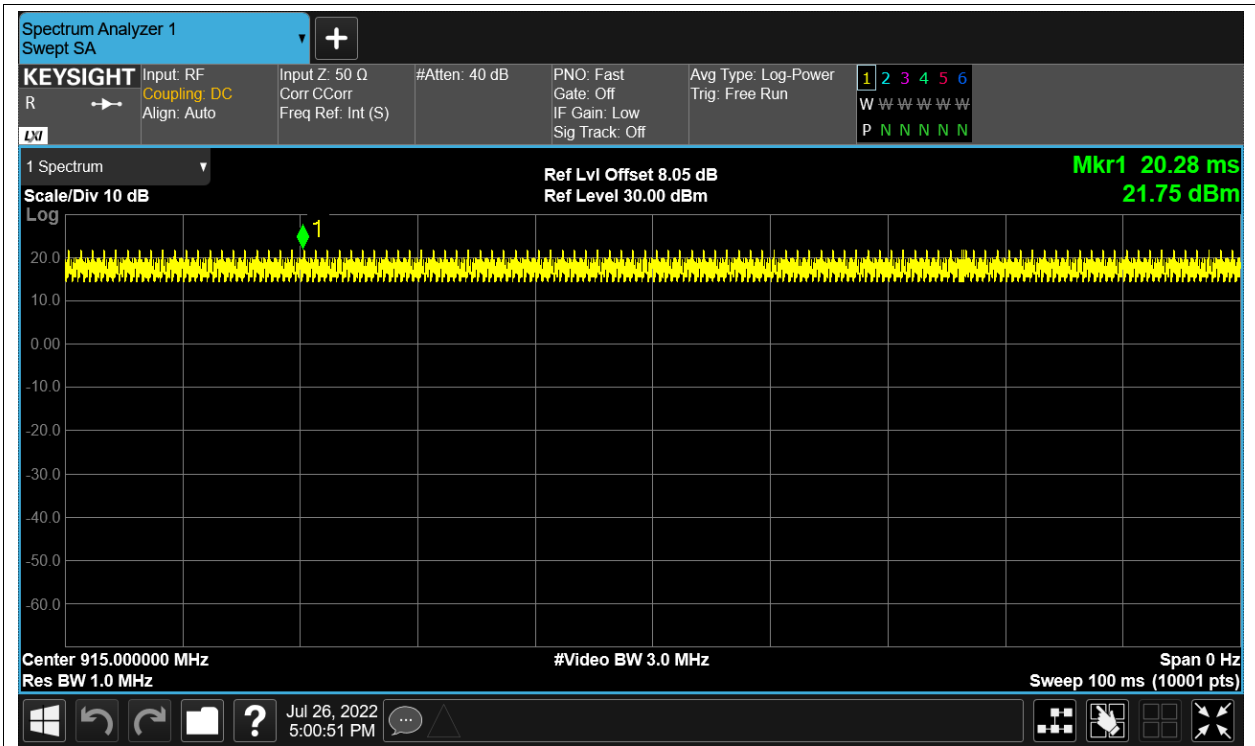 Spectrum Analyzer 1
Swept SA
KEYSIGHT
R
LXI
Input: RF
Coupling: DC
Align: Auto
Input Z: 50 Ω
Corr CCorr
Freq Ref: Int (S)
#Atten: 40 dB
PNO: Fast
Gate: Off
IF Gain: Low
Sig Track: Off
Avg Type: Log-Power
Trig: Free Run
1 2 3 4 5 6
W W W W W W
P N N N N N
1 Spectrum
Scale/Div 10 dB
Ref Lvl Offset 8.05 dB
Ref Level 30.00 dBm
Mkr1 20.28 ms
21.75 dBm
Log
1
20.0
10.0
0.00
-10.0
-20.0
-30.0
-40.0
-50.0
-60.0
Center 915.000000 MHz
#Video BW 3.0 MHz
Span 0 Hz
Res BW 1.0 MHz
Sweep 100 ms (10001 pts)
?
Jul 26, 2022
5:00:51 PM